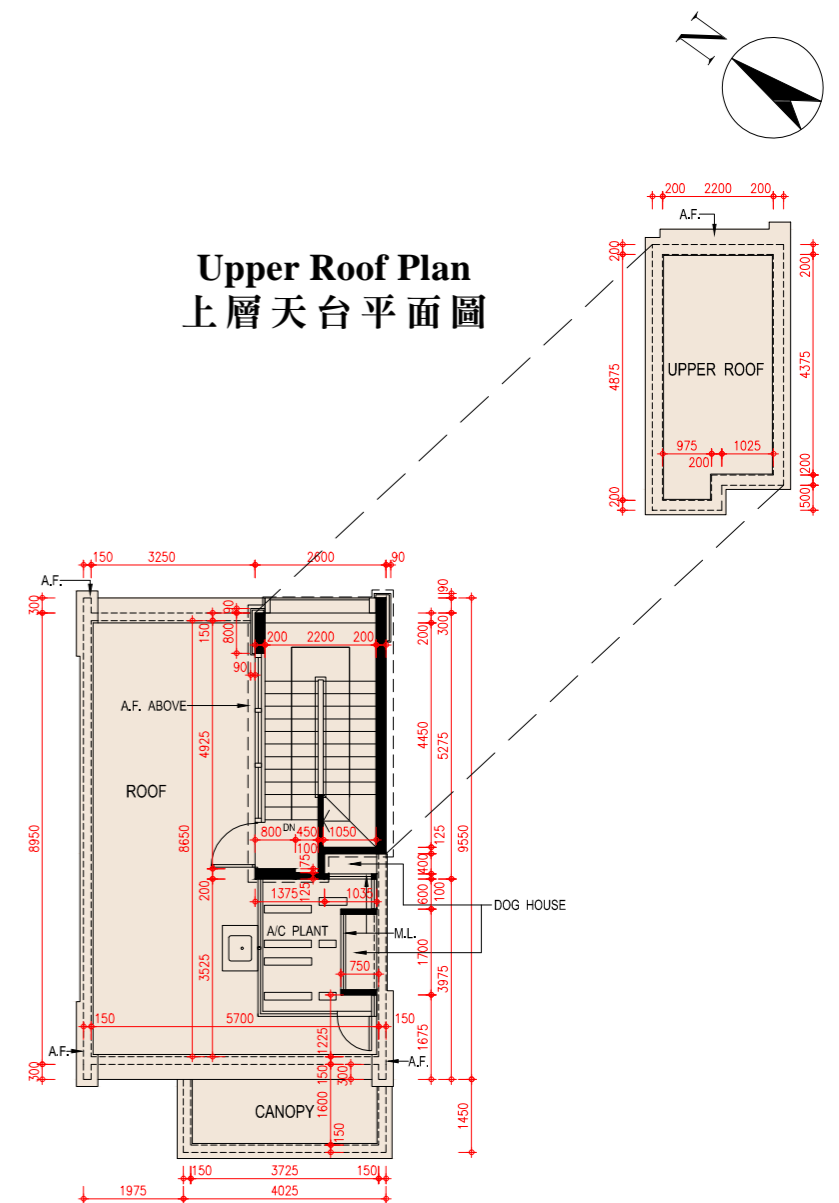 N
200 2200 200
A.F.
200
200
Upper Roof Plan
上層天台平面圖
4875
4375
UPPER ROOF
975 1025
200
200
200
500
150 3250 2600 90
A.F.
300
150
800
90
90
300
200
200 2200 200
90
A.F. ABOVE
4925
4450
5275
ROOF
8950
8650
9550
DN
800 450 1050
100
125
75
400
200
125
600
100
1375 1035
DOG HOUSE
A/C PLANT
M.L.
1700
750
3525
3975
150 5700 150
1675
1225
A.F.
A.F.
300
150
300
1600
CANOPY
1450
150
150 3725 150
1975 4025